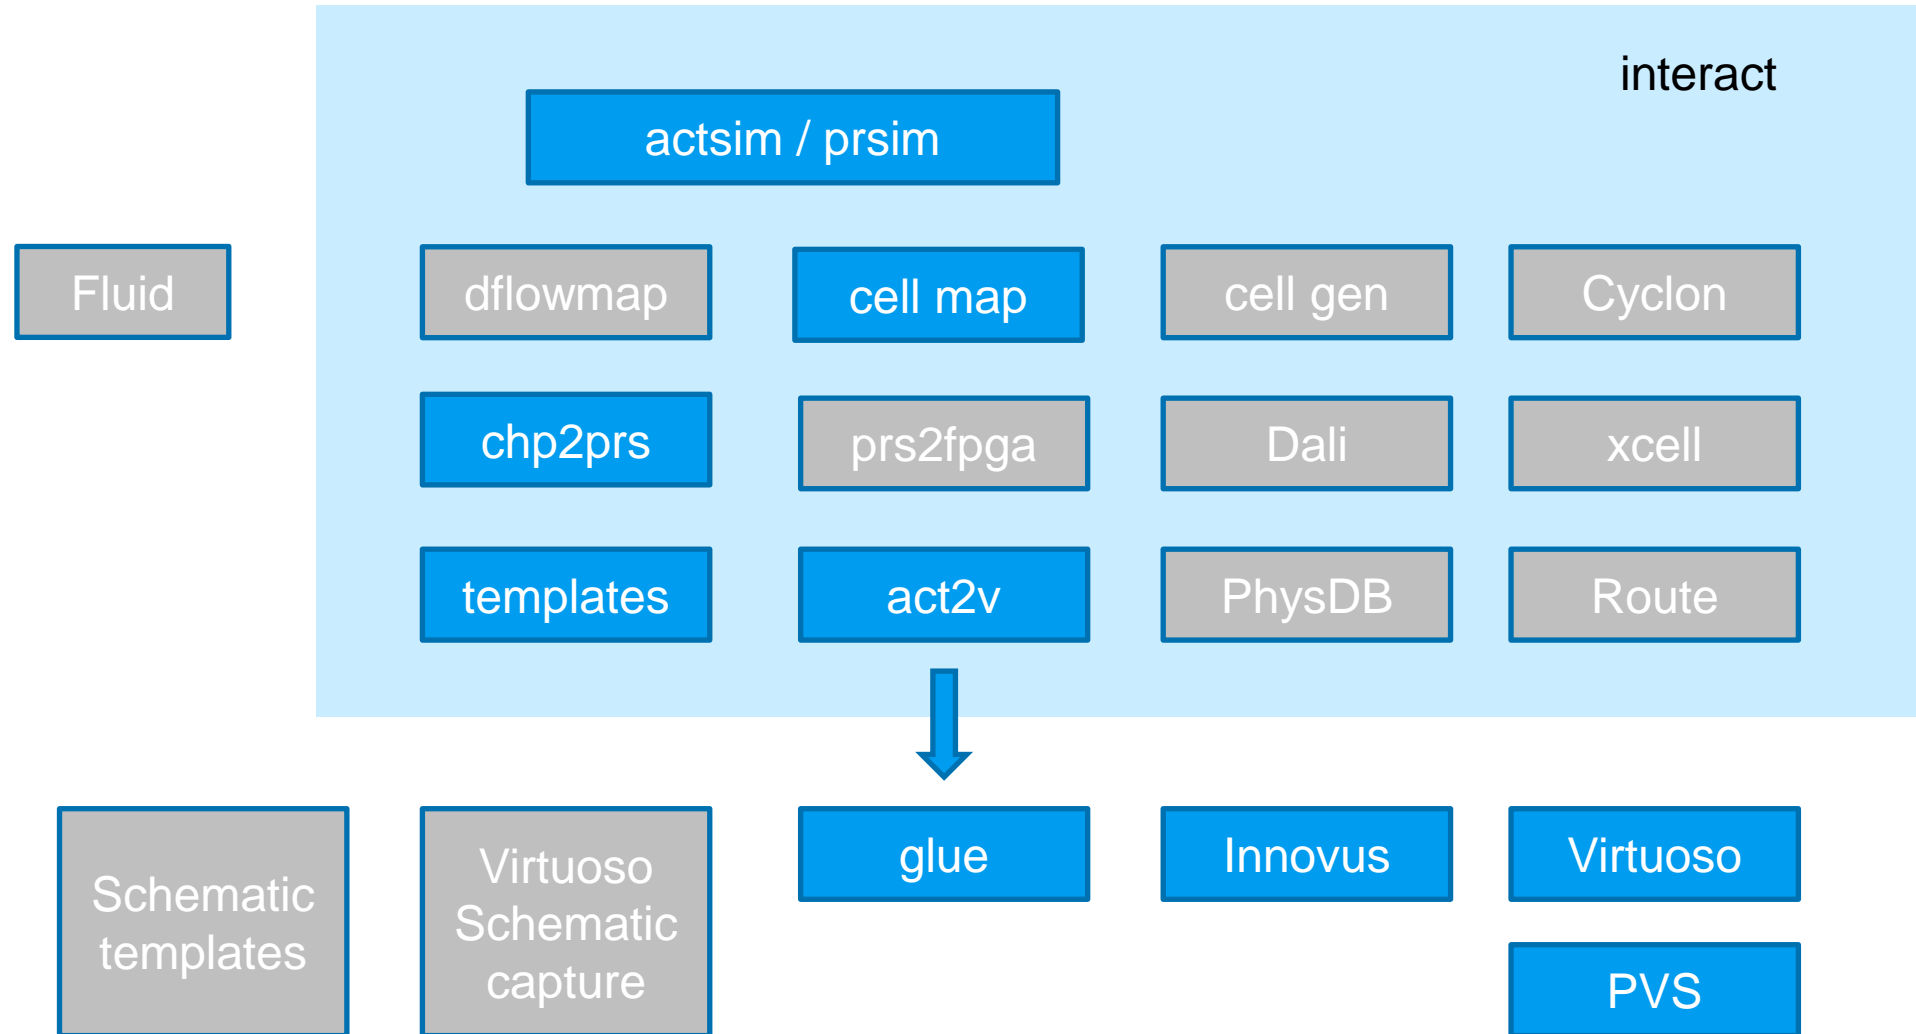 interact
actsim / prsim
Fluid
dflowmap
cell map
cell gen
Cyclon
chp2prs
prs2fpga
Dali
xcell
templates
act2v
PhysDB
Route
Schematic
templates
Virtuoso
Schematic
capture
glue
Innovus
Virtuoso
PVS